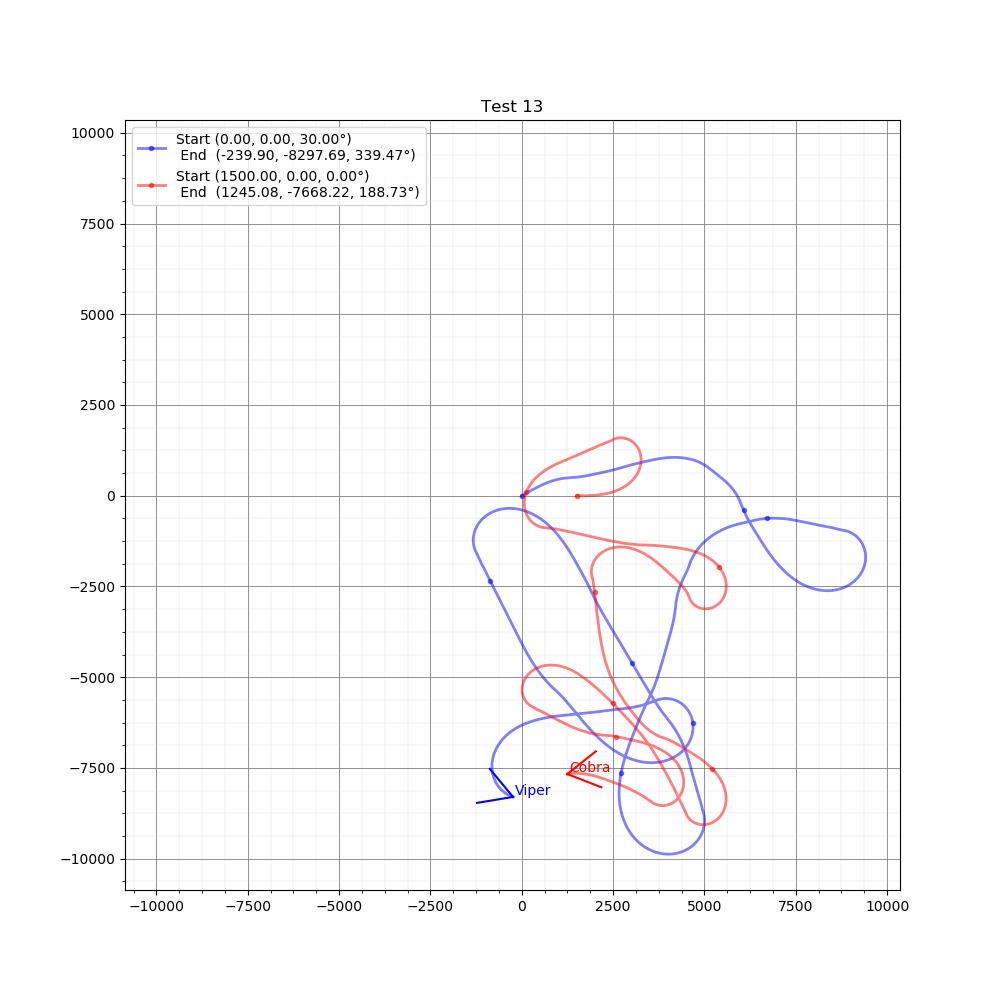 Test 13
Start (0.00, 0.00, 30.00°)
End (-239.90, -8297.69, 339.47°)
Start (1500.00, 0.00, 0.00°)
End (1245.08, -7668.22, 188.73°)
10000
7500
5000
2500
0
−2500
−5000
−7500
−10000
Cobra
Viper
−10000 −7500 −5000 −2500 0 2500 5000 7500 10000